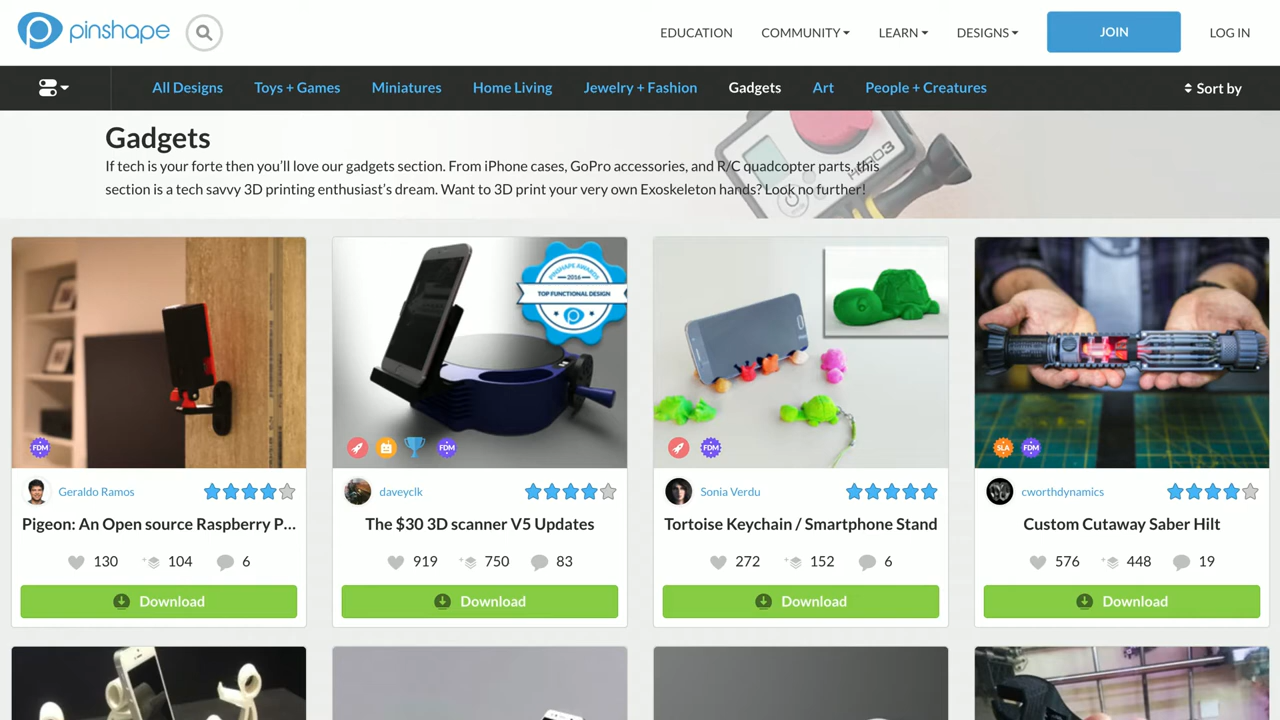 pinshape
EDUCATION COMMUNITY LEARN DESIGNS JOIN LOG IN
All Designs Toys + Games Miniatures Home Living Jewelry + Fashion Gadgets Art People + Creatures Sort by
Gadgets
If tech is your forte then you'll love our gadgets section. From iPhone cases, GoPro accessories, and R/C quadcopter parts, this
section is a tech savvy 3D printing enthusiast's dream. Want to 3D print your very own Exoskeleton hands? Look no further!
HERO3
PINSHAPE AWARDS
2016
TOP FUNCTIONAL DESIGN
FDM FDM FDM SLA FDM
Geraldo Ramos daveyclk Sonia Verdu cworthdynamics
Pigeon: An Open source Raspberry P... The $30 3D scanner V5 Updates Tortoise Keychain / Smartphone Stand Custom Cutaway Saber Hilt
130 104 6 919 750 83 272 152 6 576 448 19
Download Download Download Download